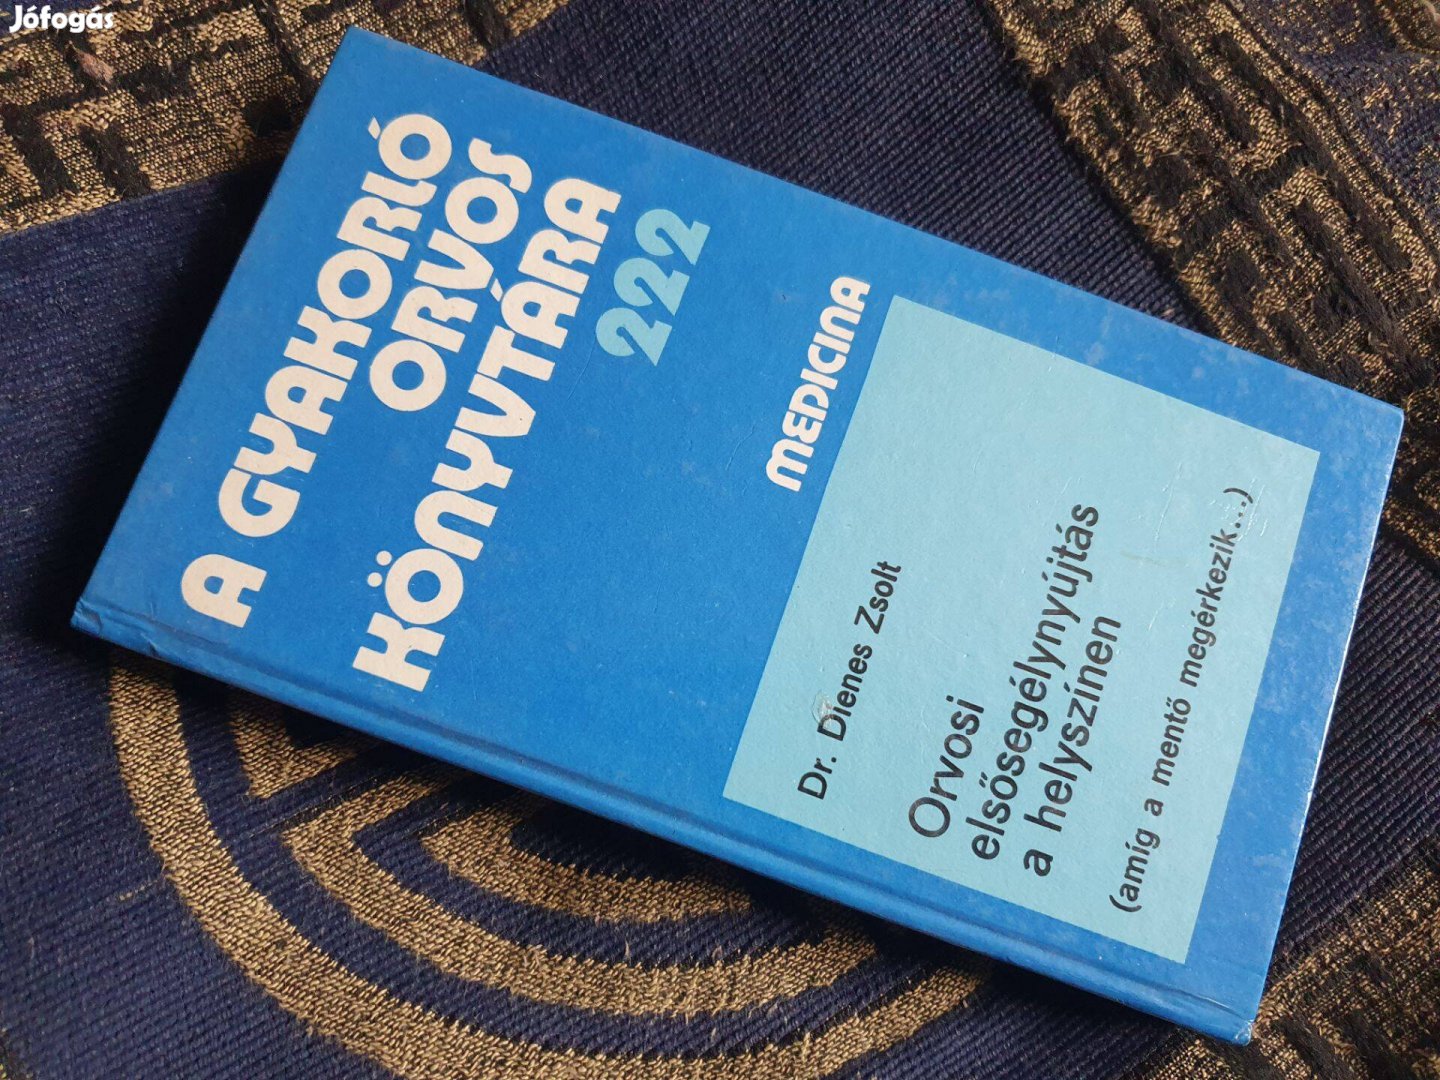 Jófogás
A GYAKORLÓ
ORVOS
KÖNYVTÁRA
222
MEDICINA
Dr. Dienes Zsolt
Orvosi
elsősegélynyújtás
a helyszínen
(amíg a mentő megérkezik...)